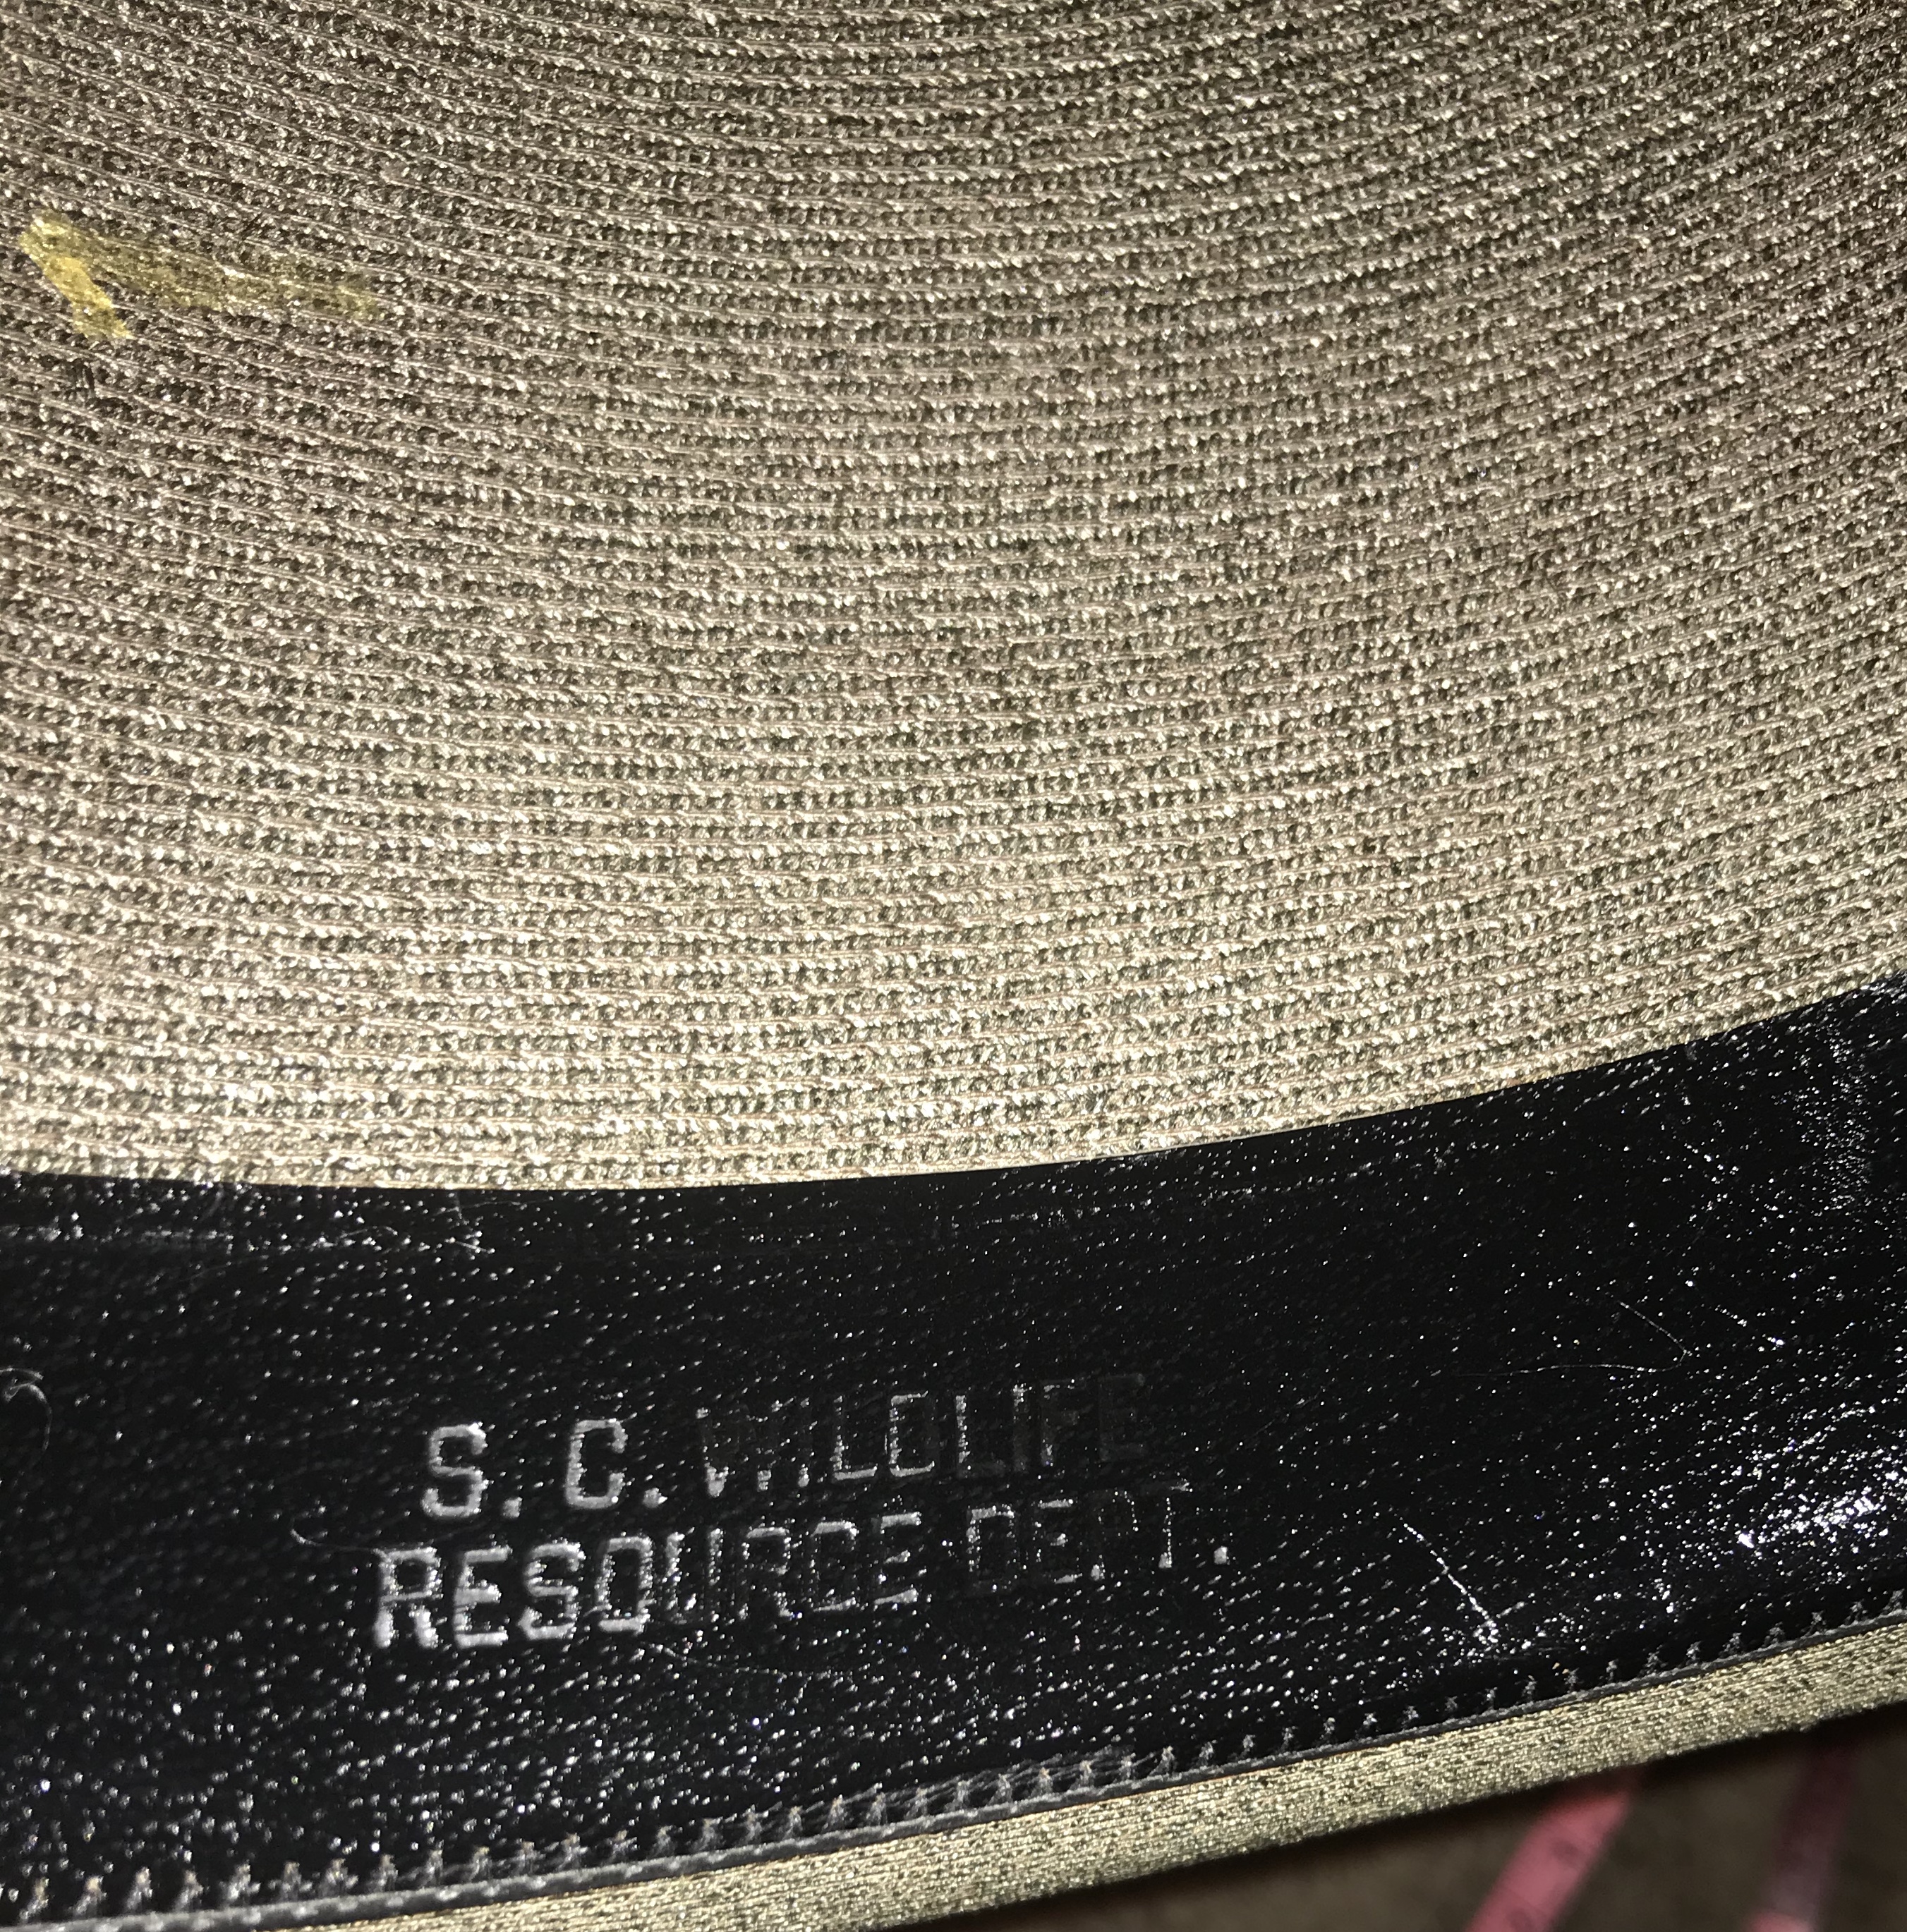 S. C. WILDLIFE
RESOURCE DEPT.